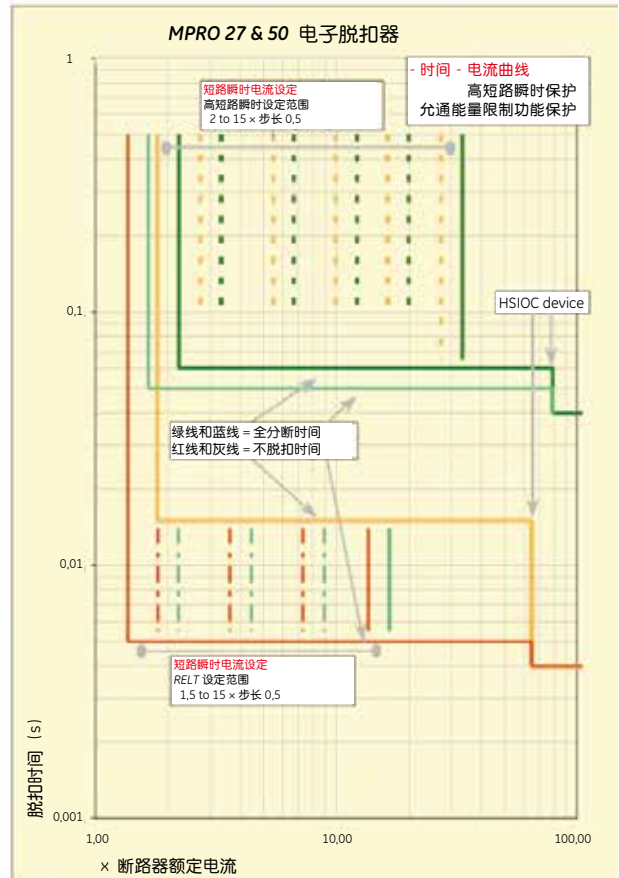 MPRO 27 & 50 电子脱扣器
1
短路瞬时电流设定
高短路瞬时设定范围
2 to 15 × 步长 0,5
- 时间 - 电流曲线
高短路瞬时保护
允通能量限制功能保护
HSIOC device
0,1
绿线和蓝线 = 全分断时间
红线和灰线 = 不脱扣时间
0,01
短路瞬时电流设定
RELT 设定范围
1,5 to 15 × 步长 0,5
脱扣时间 (s)
0,001
1,00
10,00
100,00
× 断路器额定电流